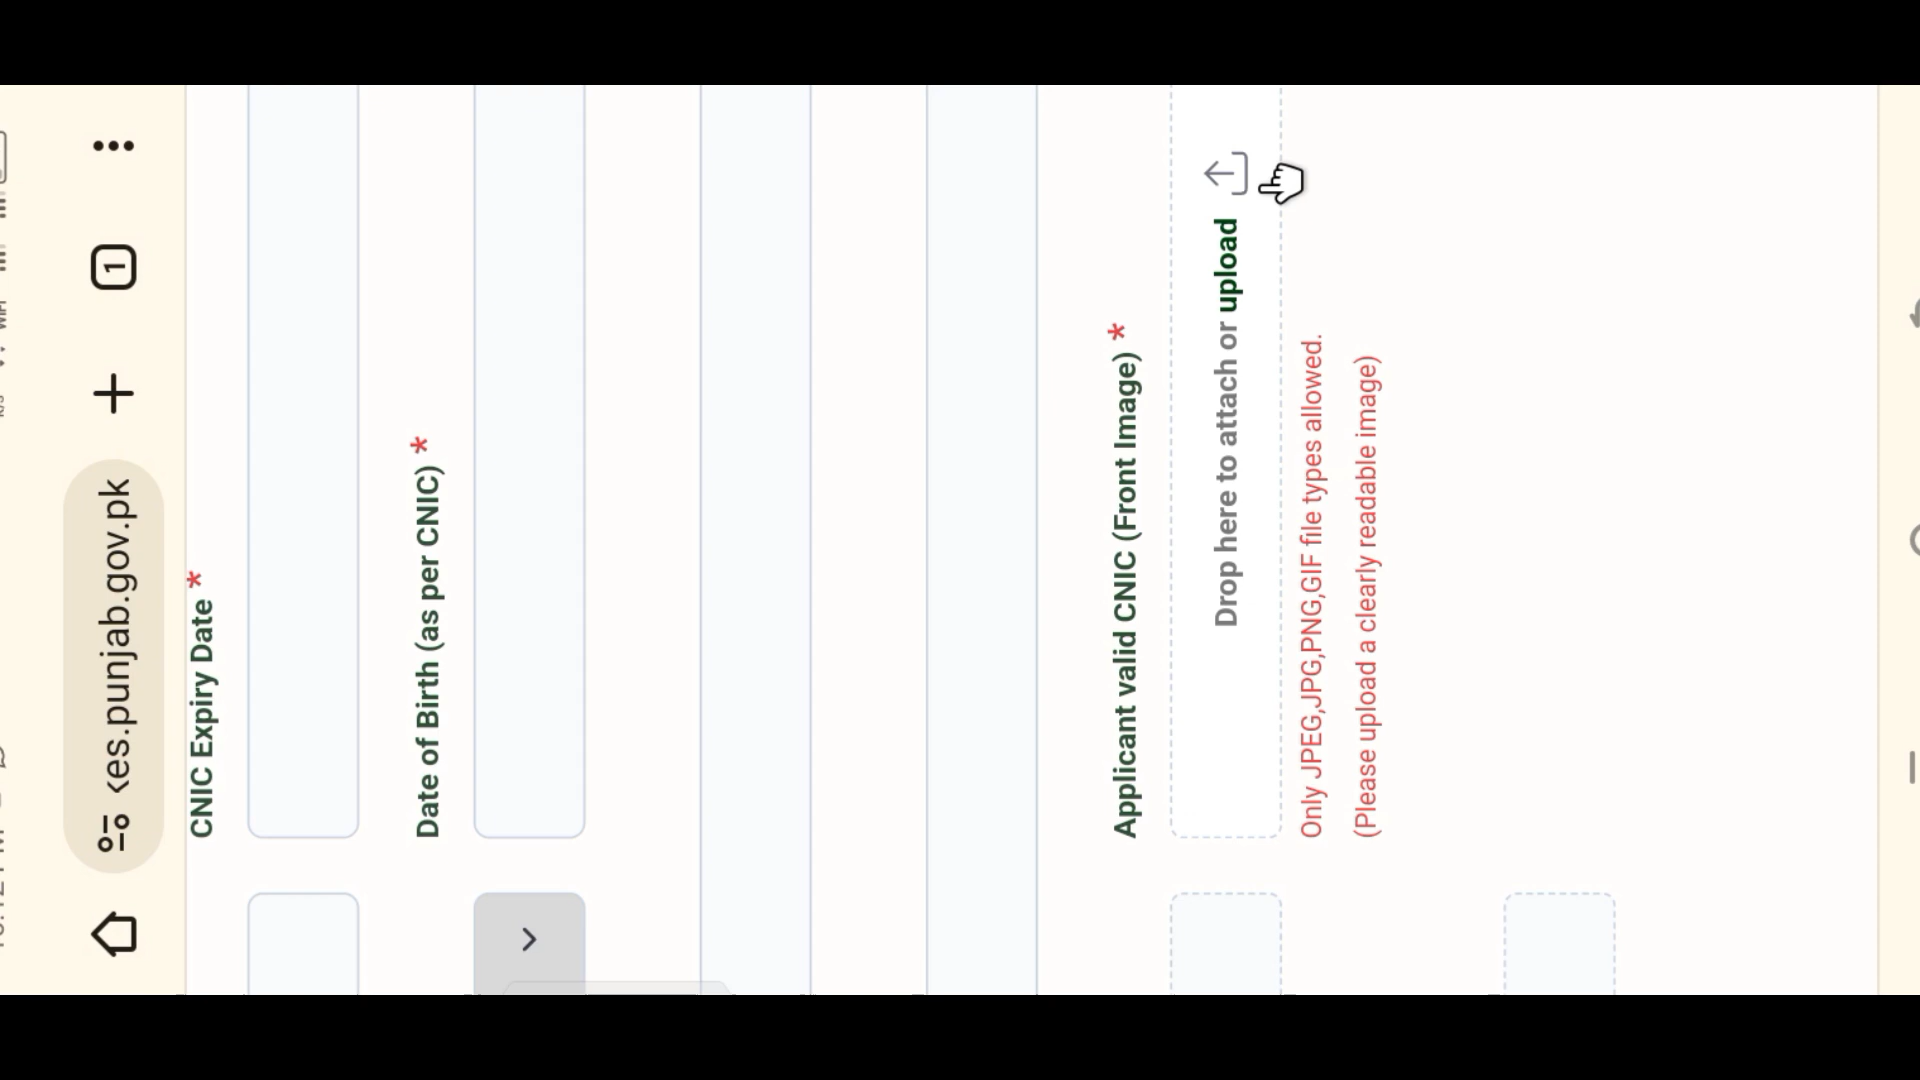 1
<es.punjab.gov.pk
CNIC Expiry Date *
Date of Birth (as per CNIC) *
Applicant valid CNIC (Front Image) *
Drop here to attach or upload
Only JPEG,JPG,PNG,GIF file types allowed.
(Please upload a clearly readable image)